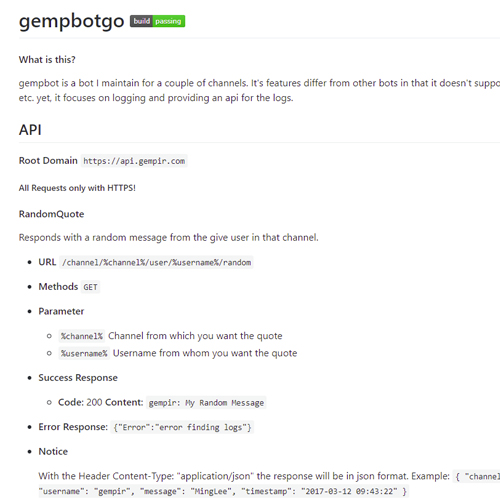 gempbotgo build passing
What is this?
gempbot is a bot I maintain for a couple of channels. It's features differ from other bots in that it doesn't suppo
etc. yet, it focuses on logging and providing an api for the logs.
API
Root Domain https://api.gempir.com
All Requests only with HTTPS!
RandomQuote
Responds with a random message from the give user in that channel.
• URL /channel/%channel%/user/%username%/random
• Methods GET
• Parameter
◦ %channel% Channel from which you want the quote
◦ %username% Username from whom you want the quote
• Success Response
◦ Code: 200 Content: gempir: My Random Message
• Error Response: {"Error":"error finding logs"}
• Notice
With the Header Content-Type: "application/json" the response will be in json format. Example: { "channel
"username": "gempir", "message": "MingLee", "timestamp": "2017-03-12 09:43:22" }